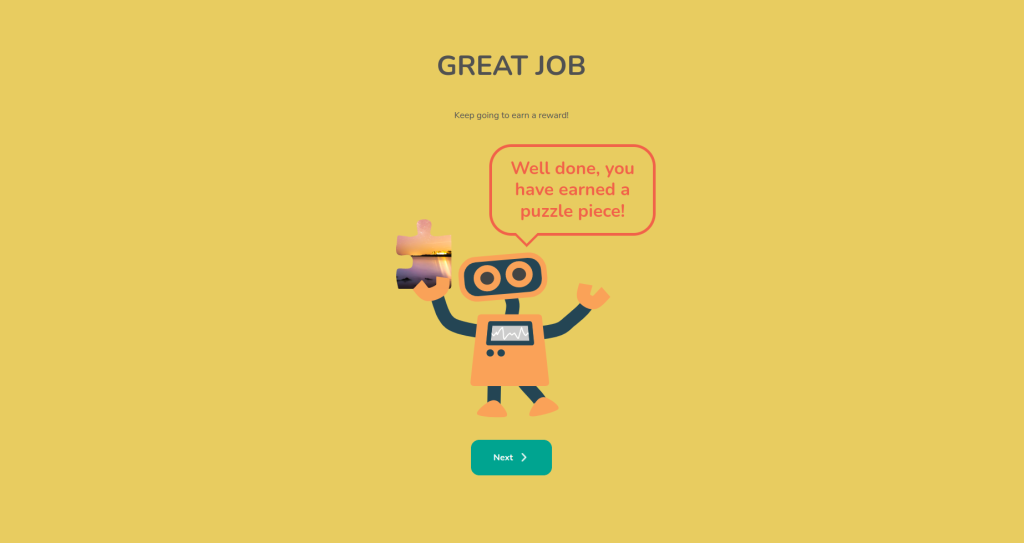 GREAT JOB
Keep going to earn a reward!
Well done, you
have earned a
puzzle piece!
Next